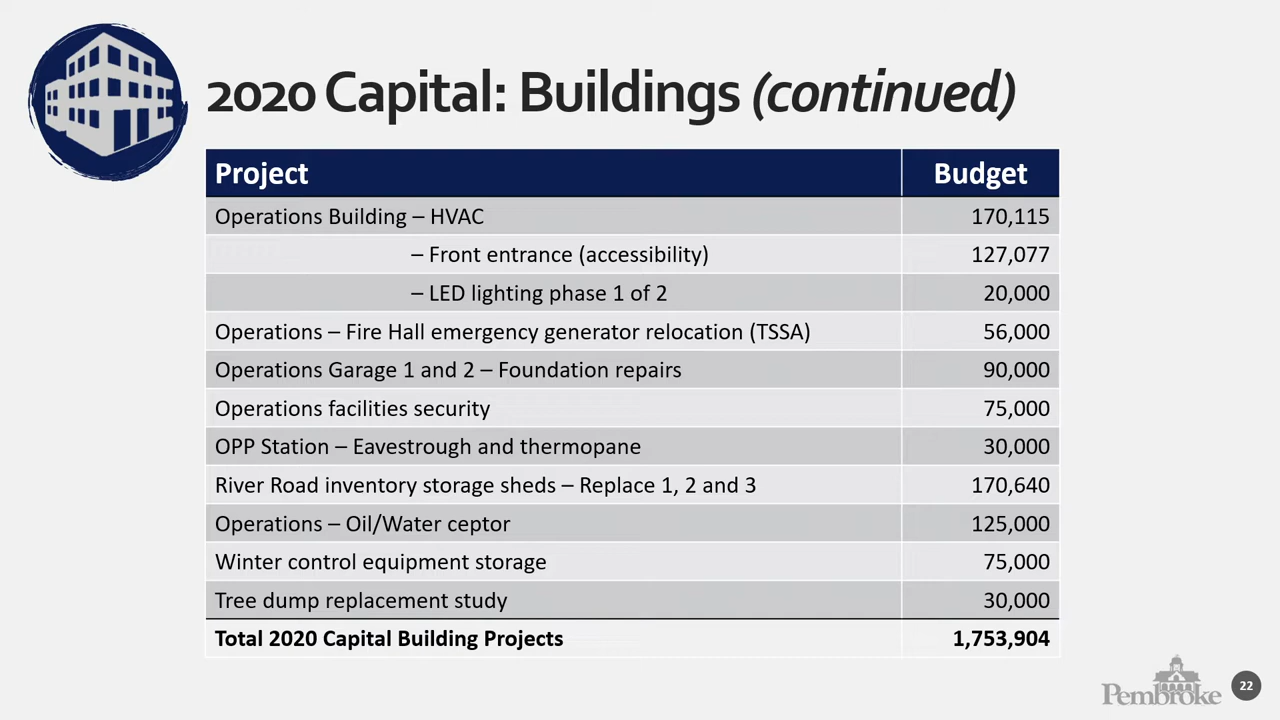 2020 Capital: Buildings (continued)
Project Budget
Operations Building – HVAC 170,115
– Front entrance (accessibility) 127,077
– LED lighting phase 1 of 2 20,000
Operations – Fire Hall emergency generator relocation (TSSA) 56,000
Operations Garage 1 and 2 – Foundation repairs 90,000
Operations facilities security 75,000
OPP Station – Eavestrough and thermopane 30,000
River Road inventory storage sheds – Replace 1, 2 and 3 170,640
Operations – Oil/Water ceptor 125,000
Winter control equipment storage 75,000
Tree dump replacement study 30,000
Total 2020 Capital Building Projects 1,753,904
Pembroke
22